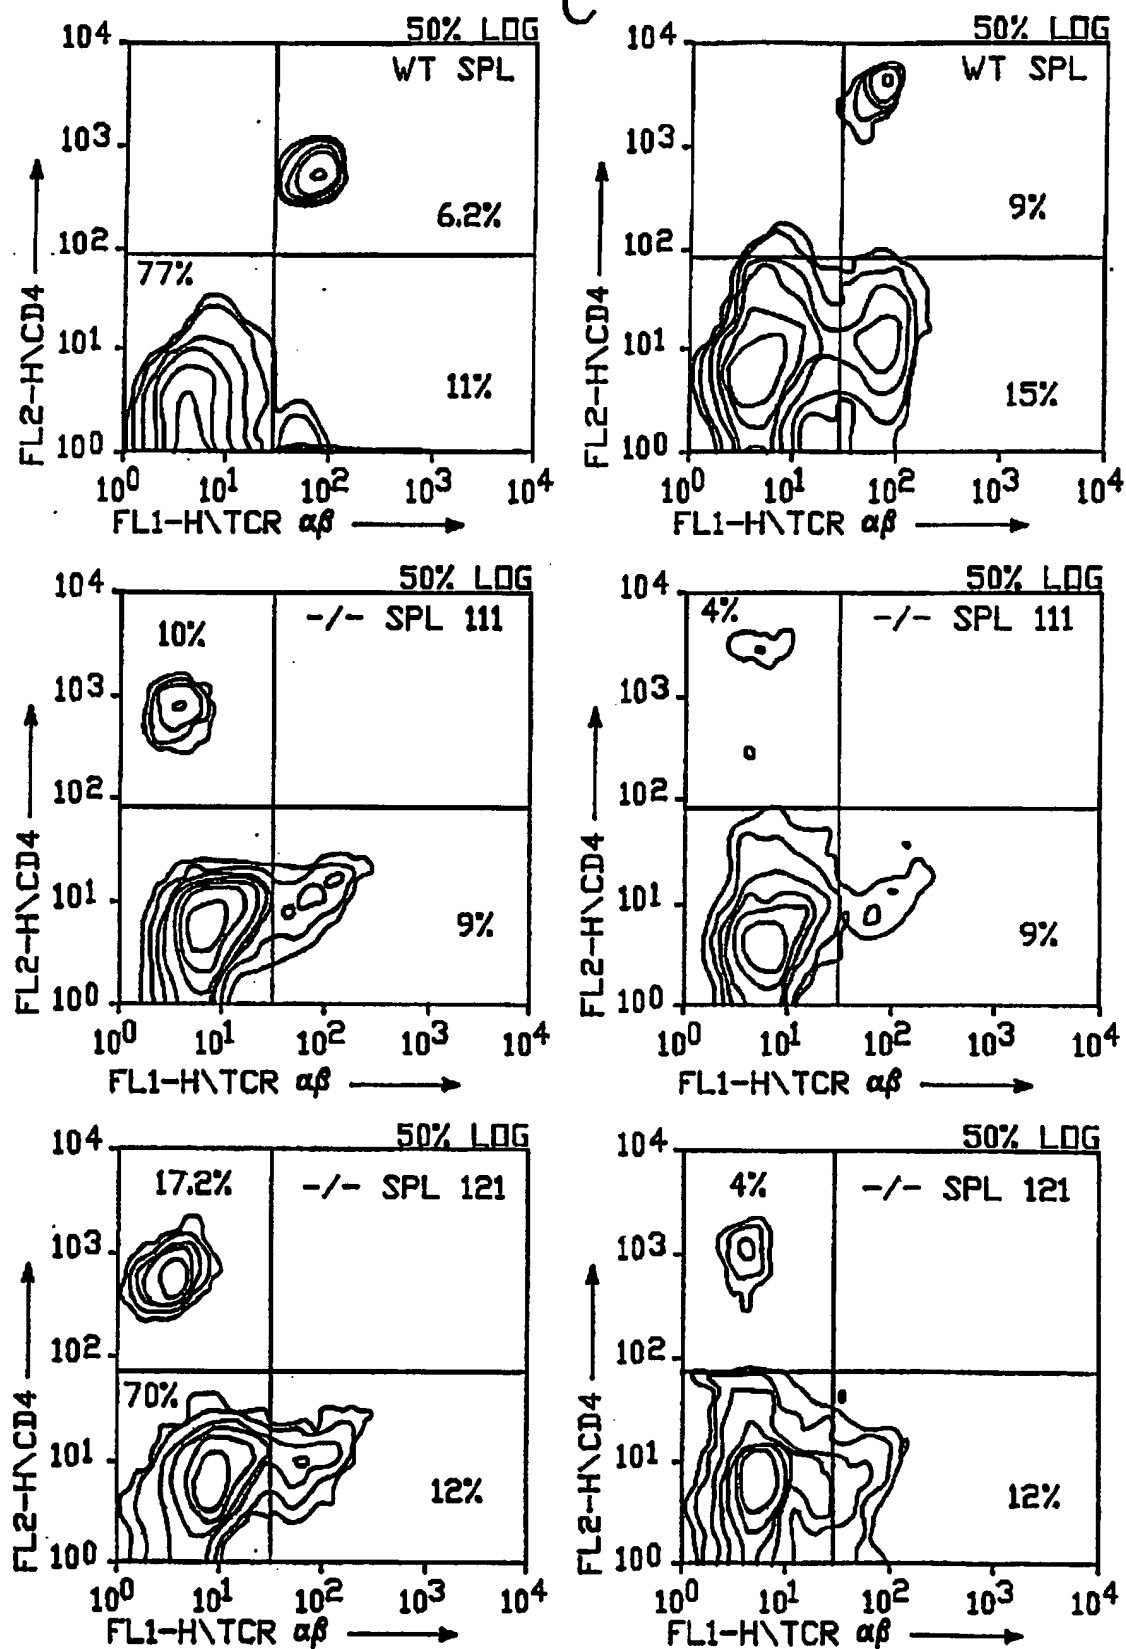 C
50% LOG
WT SPL
10⁴
10³
10²
10¹
10⁰
6.2%
77%
11%
FL2-H\CD4
10⁰ 10¹ 10² 10³ 10⁴
FL1-H\TCR αβ
50% LOG
WT SPL
10⁴
10³
10²
10¹
10⁰
9%
15%
FL2-H\CD4
10⁰ 10¹ 10² 10³ 10⁴
FL1-H\TCR αβ
50% LOG
-/- SPL 111
10⁴
10³
10²
10¹
10⁰
10%
9%
FL2-H\CD4
10⁰ 10¹ 10² 10³ 10⁴
FL1-H\TCR αβ
50% LOG
-/- SPL 111
10⁴
10³
10²
10¹
10⁰
4%
9%
FL2-H\CD4
10⁰ 10¹ 10² 10³ 10⁴
FL1-H\TCR αβ
50% LOG
-/- SPL 121
10⁴
10³
10²
10¹
10⁰
17.2%
70%
12%
FL2-H\CD4
10⁰ 10¹ 10² 10³ 10⁴
FL1-H\TCR αβ
50% LOG
-/- SPL 121
10⁴
10³
10²
10¹
10⁰
4%
12%
FL2-H\CD4
10⁰ 10¹ 10² 10³ 10⁴
FL1-H\TCR αβ